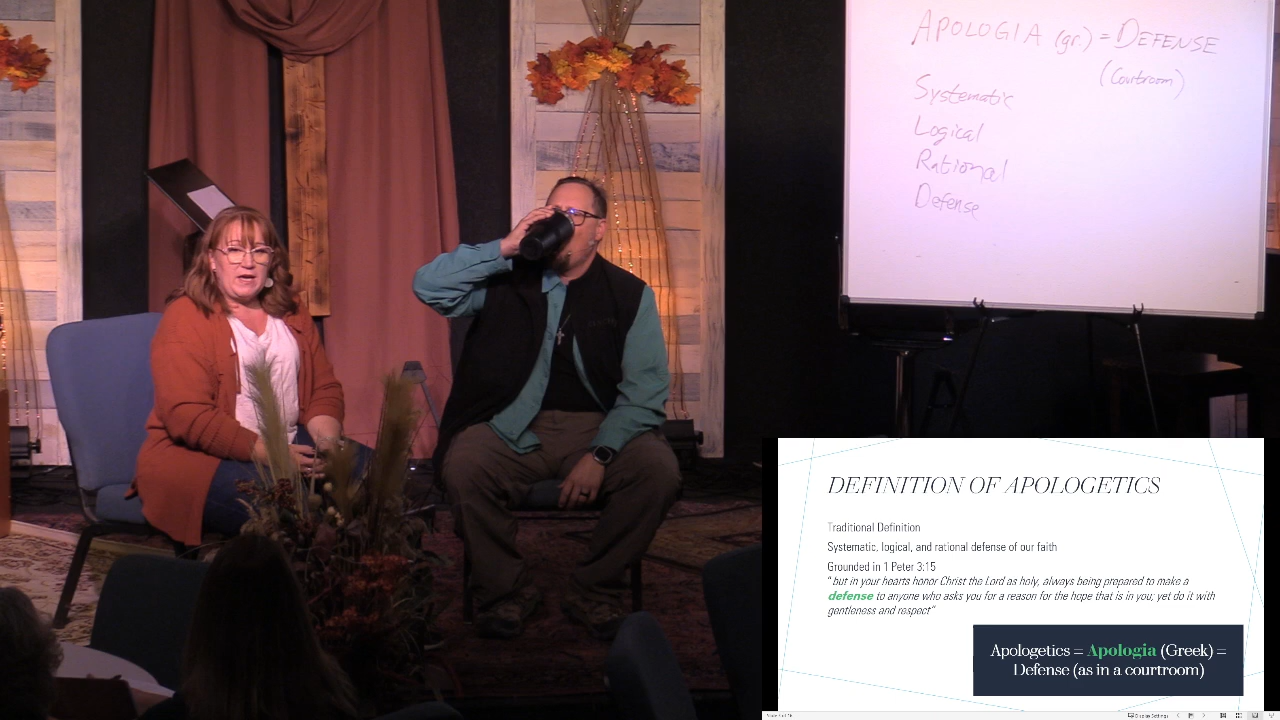 APOLOGIA (gr.) = DEFENSE
(Courtroom)
Systematic
Logical
Rational
Defense
DEFINITION OF APOLOGETICS
Traditional Definition
Systematic, logical, and rational defense of our faith
Grounded in 1 Peter 3:15
"but in your hearts honor Christ the Lord as holy, always being prepared to make a
defense to anyone who asks you for a reason for the hope that is in you; yet do it with
gentleness and respect"
Apologetics = Apologia (Greek) =
Defense (as in a courtroom)
Display Settings